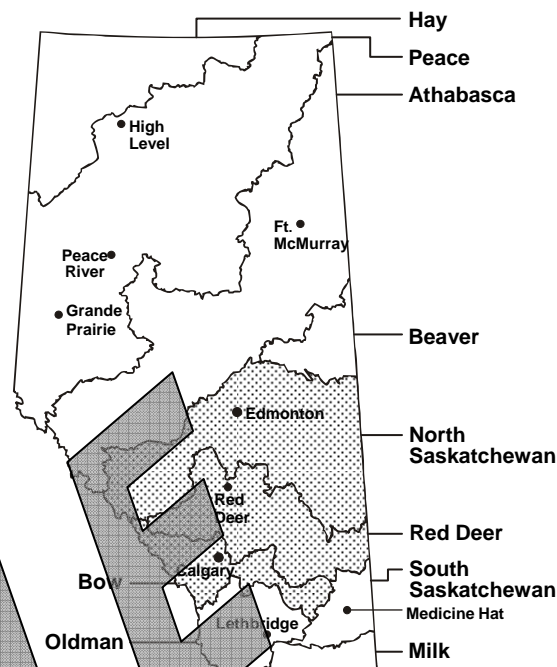 Hay
Peace
Athabasca
High
Level
Ft.
McMurray
Peace
River
Grande
Prairie
Beaver
Edmonton
North
Saskatchewan
Red
Deer
Red Deer
Calgary
South
Saskatchewan
Bow
Medicine Hat
Lethbridge
Oldman
Milk